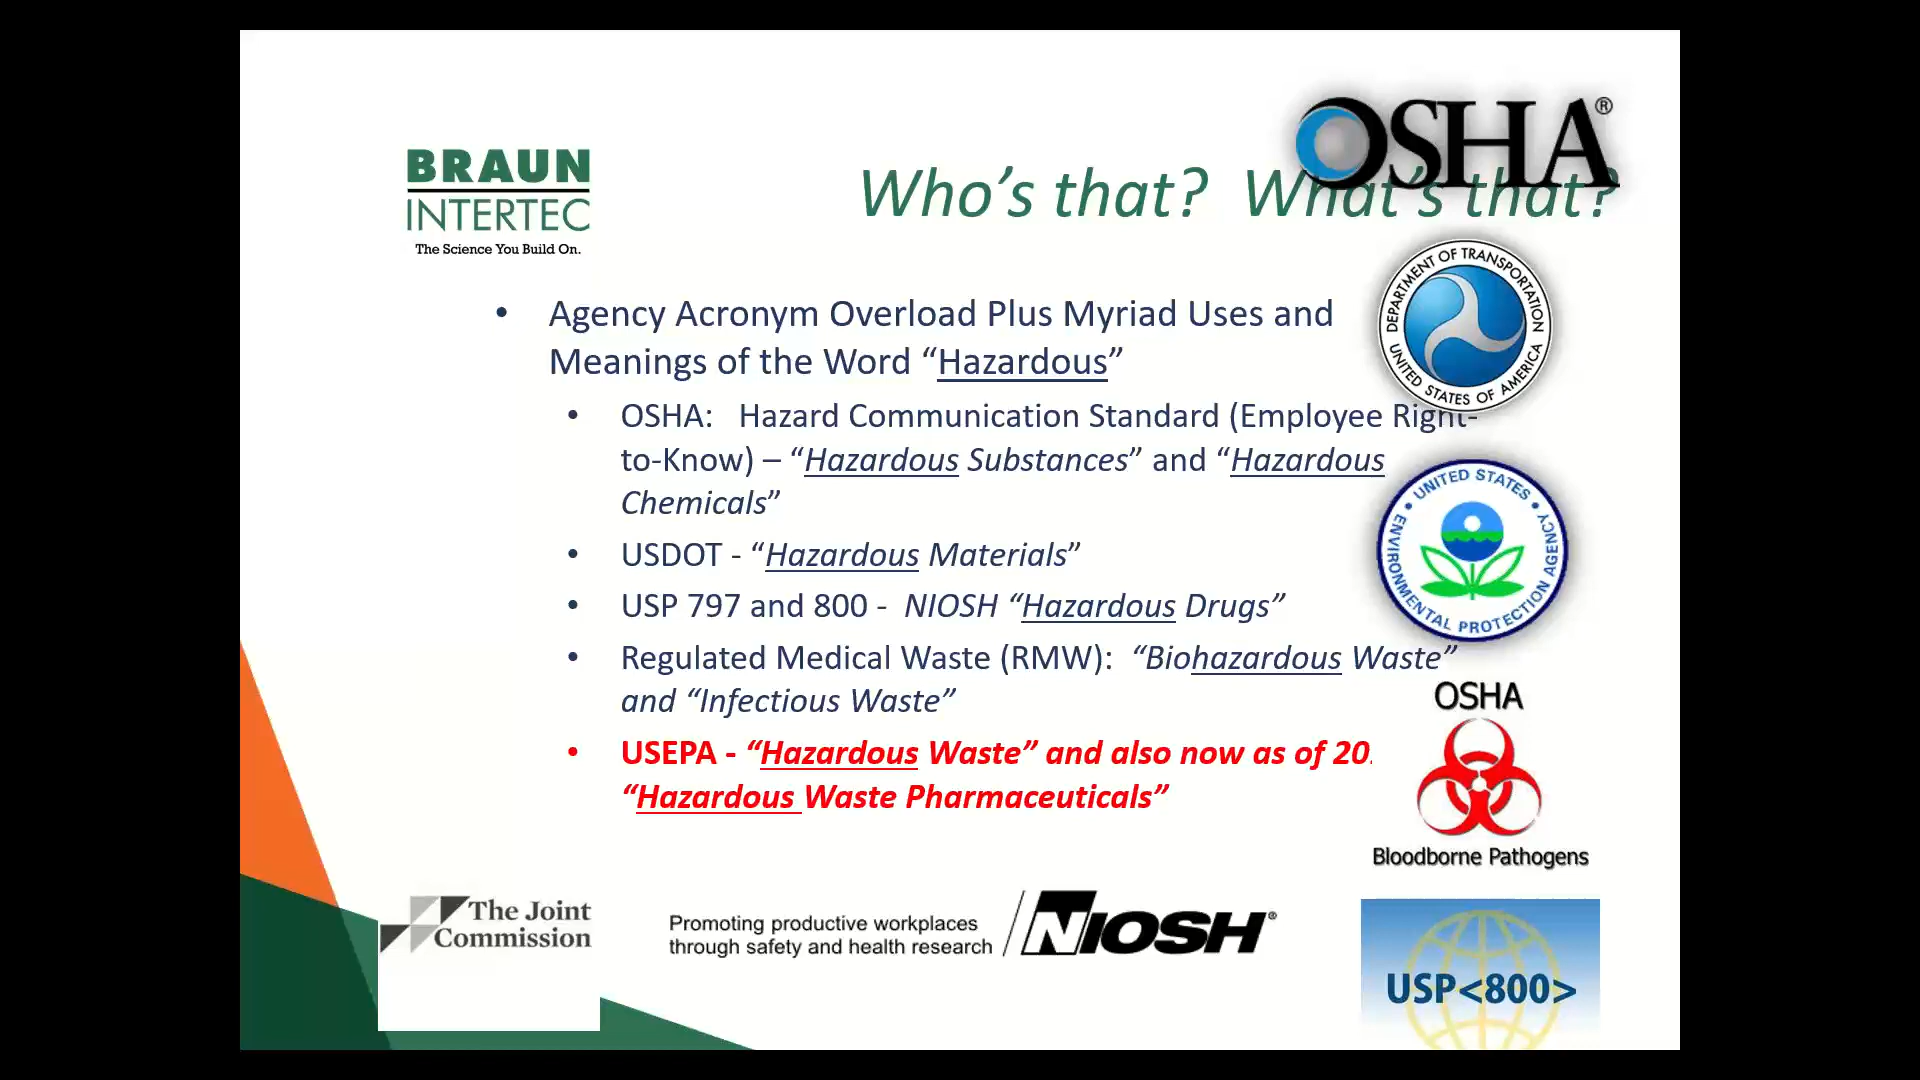 OSHA®
BRAUN
INTERTEC
The Science You Build On.
Who’s that?  What’s that?
DEPARTMENT OF TRANSPORTATION
UNITED STATES OF AMERICA
• Agency Acronym Overload Plus Myriad Uses and
Meanings of the Word “Hazardous”
• OSHA:   Hazard Communication Standard (Employee Right-
to-Know) – “Hazardous Substances” and “Hazardous
Chemicals”
• USDOT - “Hazardous Materials”
• USP 797 and 800 -  NIOSH “Hazardous Drugs”
• Regulated Medical Waste (RMW):  “Biohazardous Waste”
and “Infectious Waste”
• USEPA - “Hazardous Waste” and also now as of
“Hazardous Waste Pharmaceuticals”
• UNITED STATES •
ENVIRONMENTAL PROTECTION AGENCY
OSHA
Bloodborne Pathogens
The Joint
Commission
Promoting productive workplaces
through safety and health research
NIOSH®
USP<800>